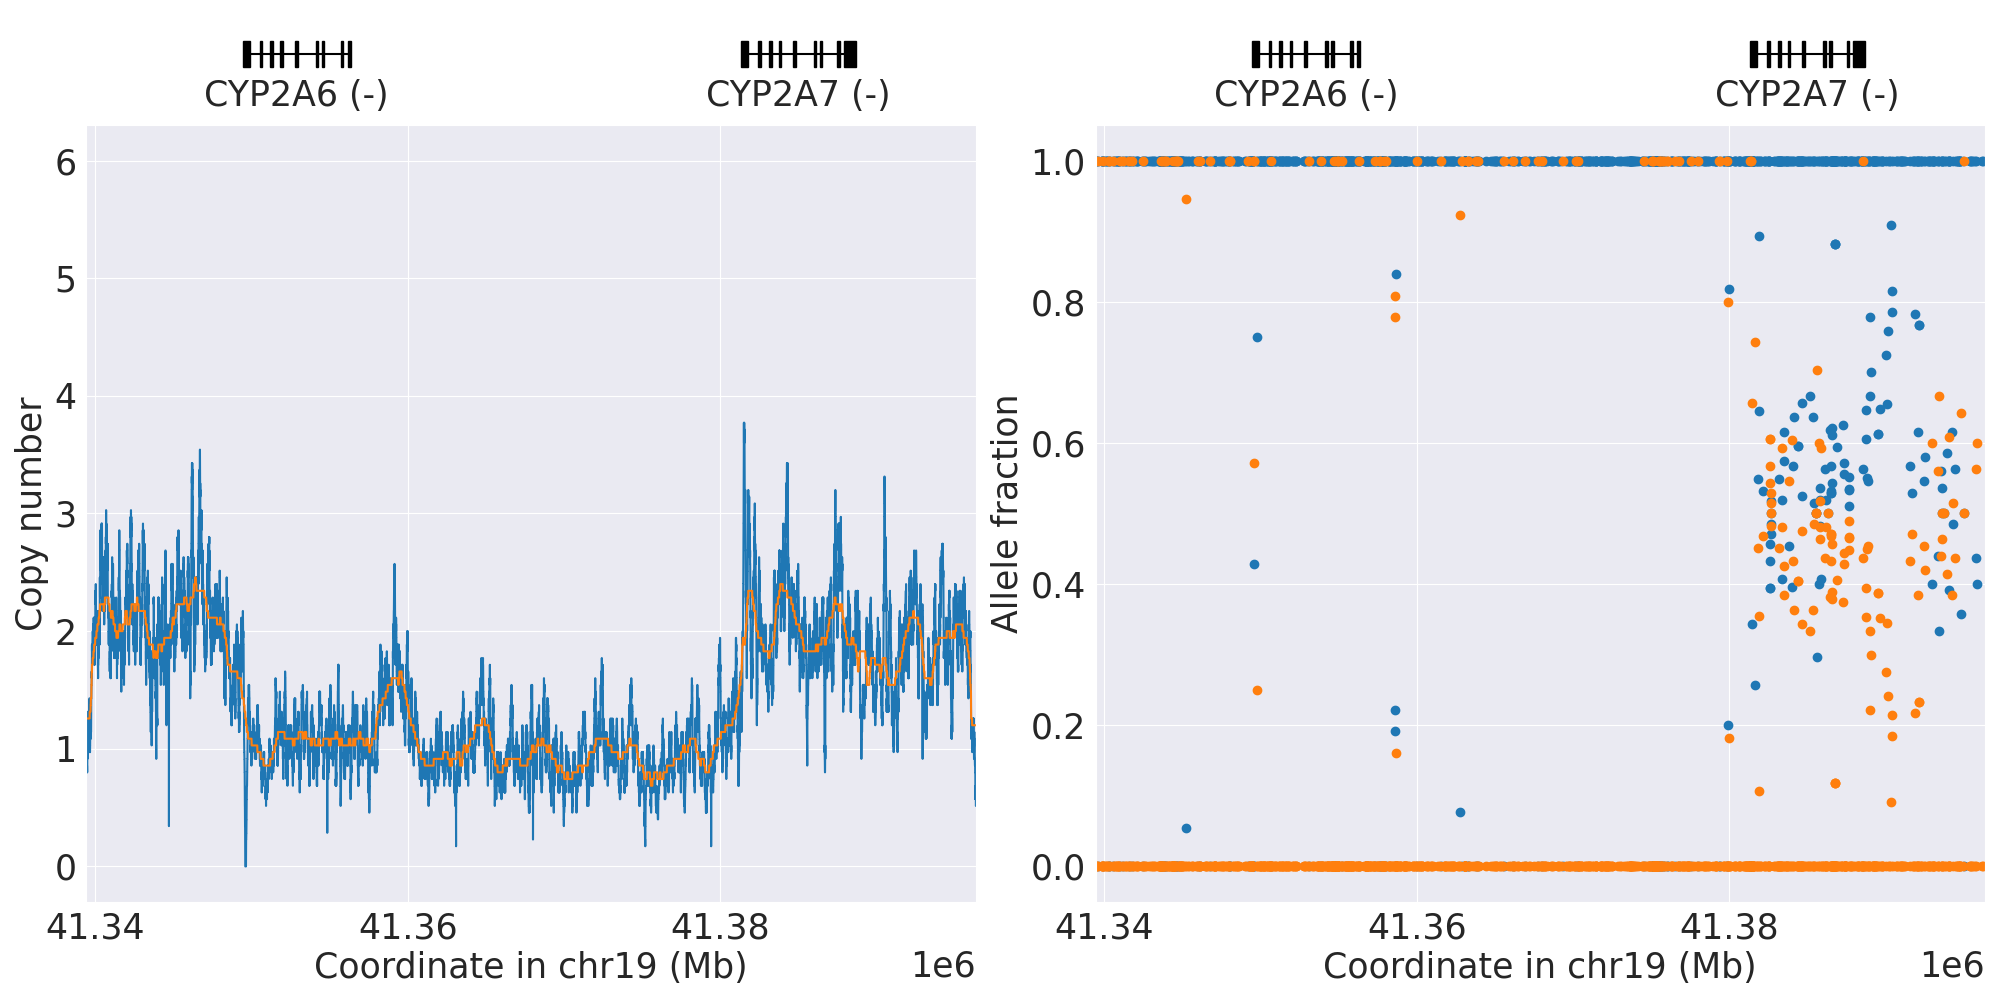 CYP2A6 (-) CYP2A7 (-)
6
5
4
3
2
1
0
Copy number
41.34 41.36 41.38
Coordinate in chr19 (Mb) 1e6
CYP2A6 (-) CYP2A7 (-)
1.0
0.8
0.6
0.4
0.2
0.0
Allele fraction
41.34 41.36 41.38
Coordinate in chr19 (Mb) 1e6